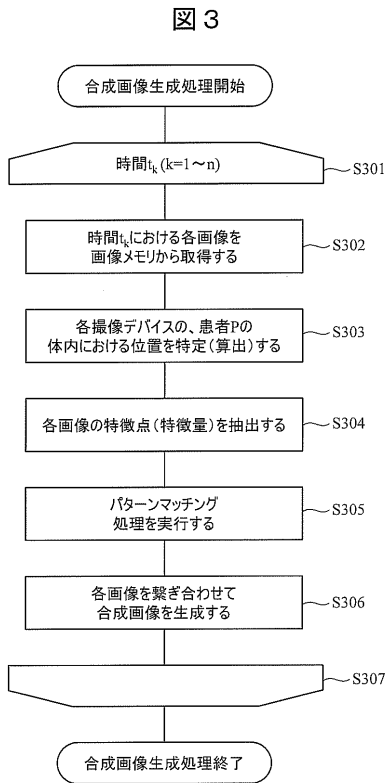 図3
合成画像生成処理開始
時間tk(k=1～n)
S301
時間tkにおける各画像を
画像メモリから取得する
S302
各撮像デバイスの、患者Pの
体内における位置を特定(算出)する
S303
各画像の特徴点(特徴量)を抽出する
S304
パターンマッチング
処理を実行する
S305
各画像を繋ぎ合わせて
合成画像を生成する
S306
S307
合成画像生成処理終了